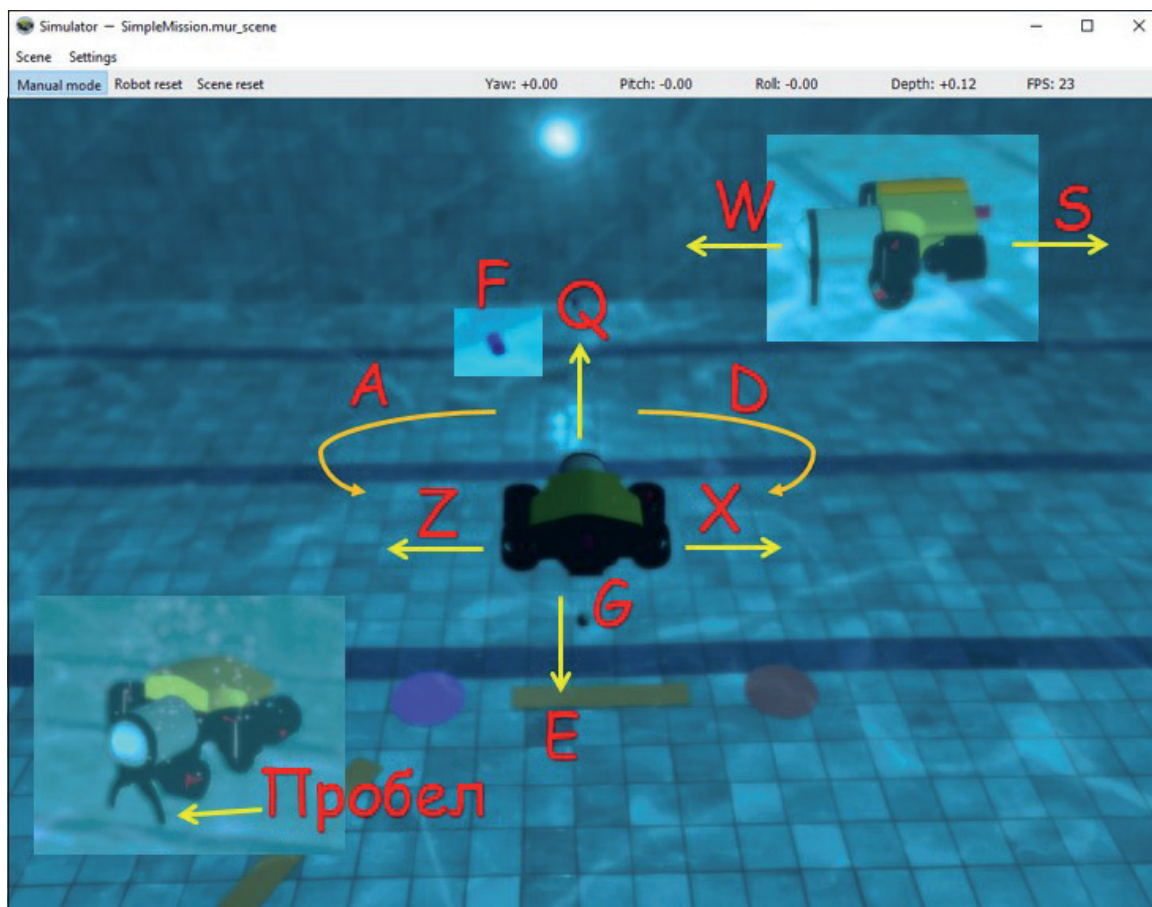 Simulator — SimpleMission.mur_scene
Scene Settings
Manual mode Robot reset Scene reset Yaw: +0.00 Pitch: -0.00 Roll: -0.00 Depth: +0.12 FPS: 23
W S
F Q
A D
Z X
G
E
Пробел